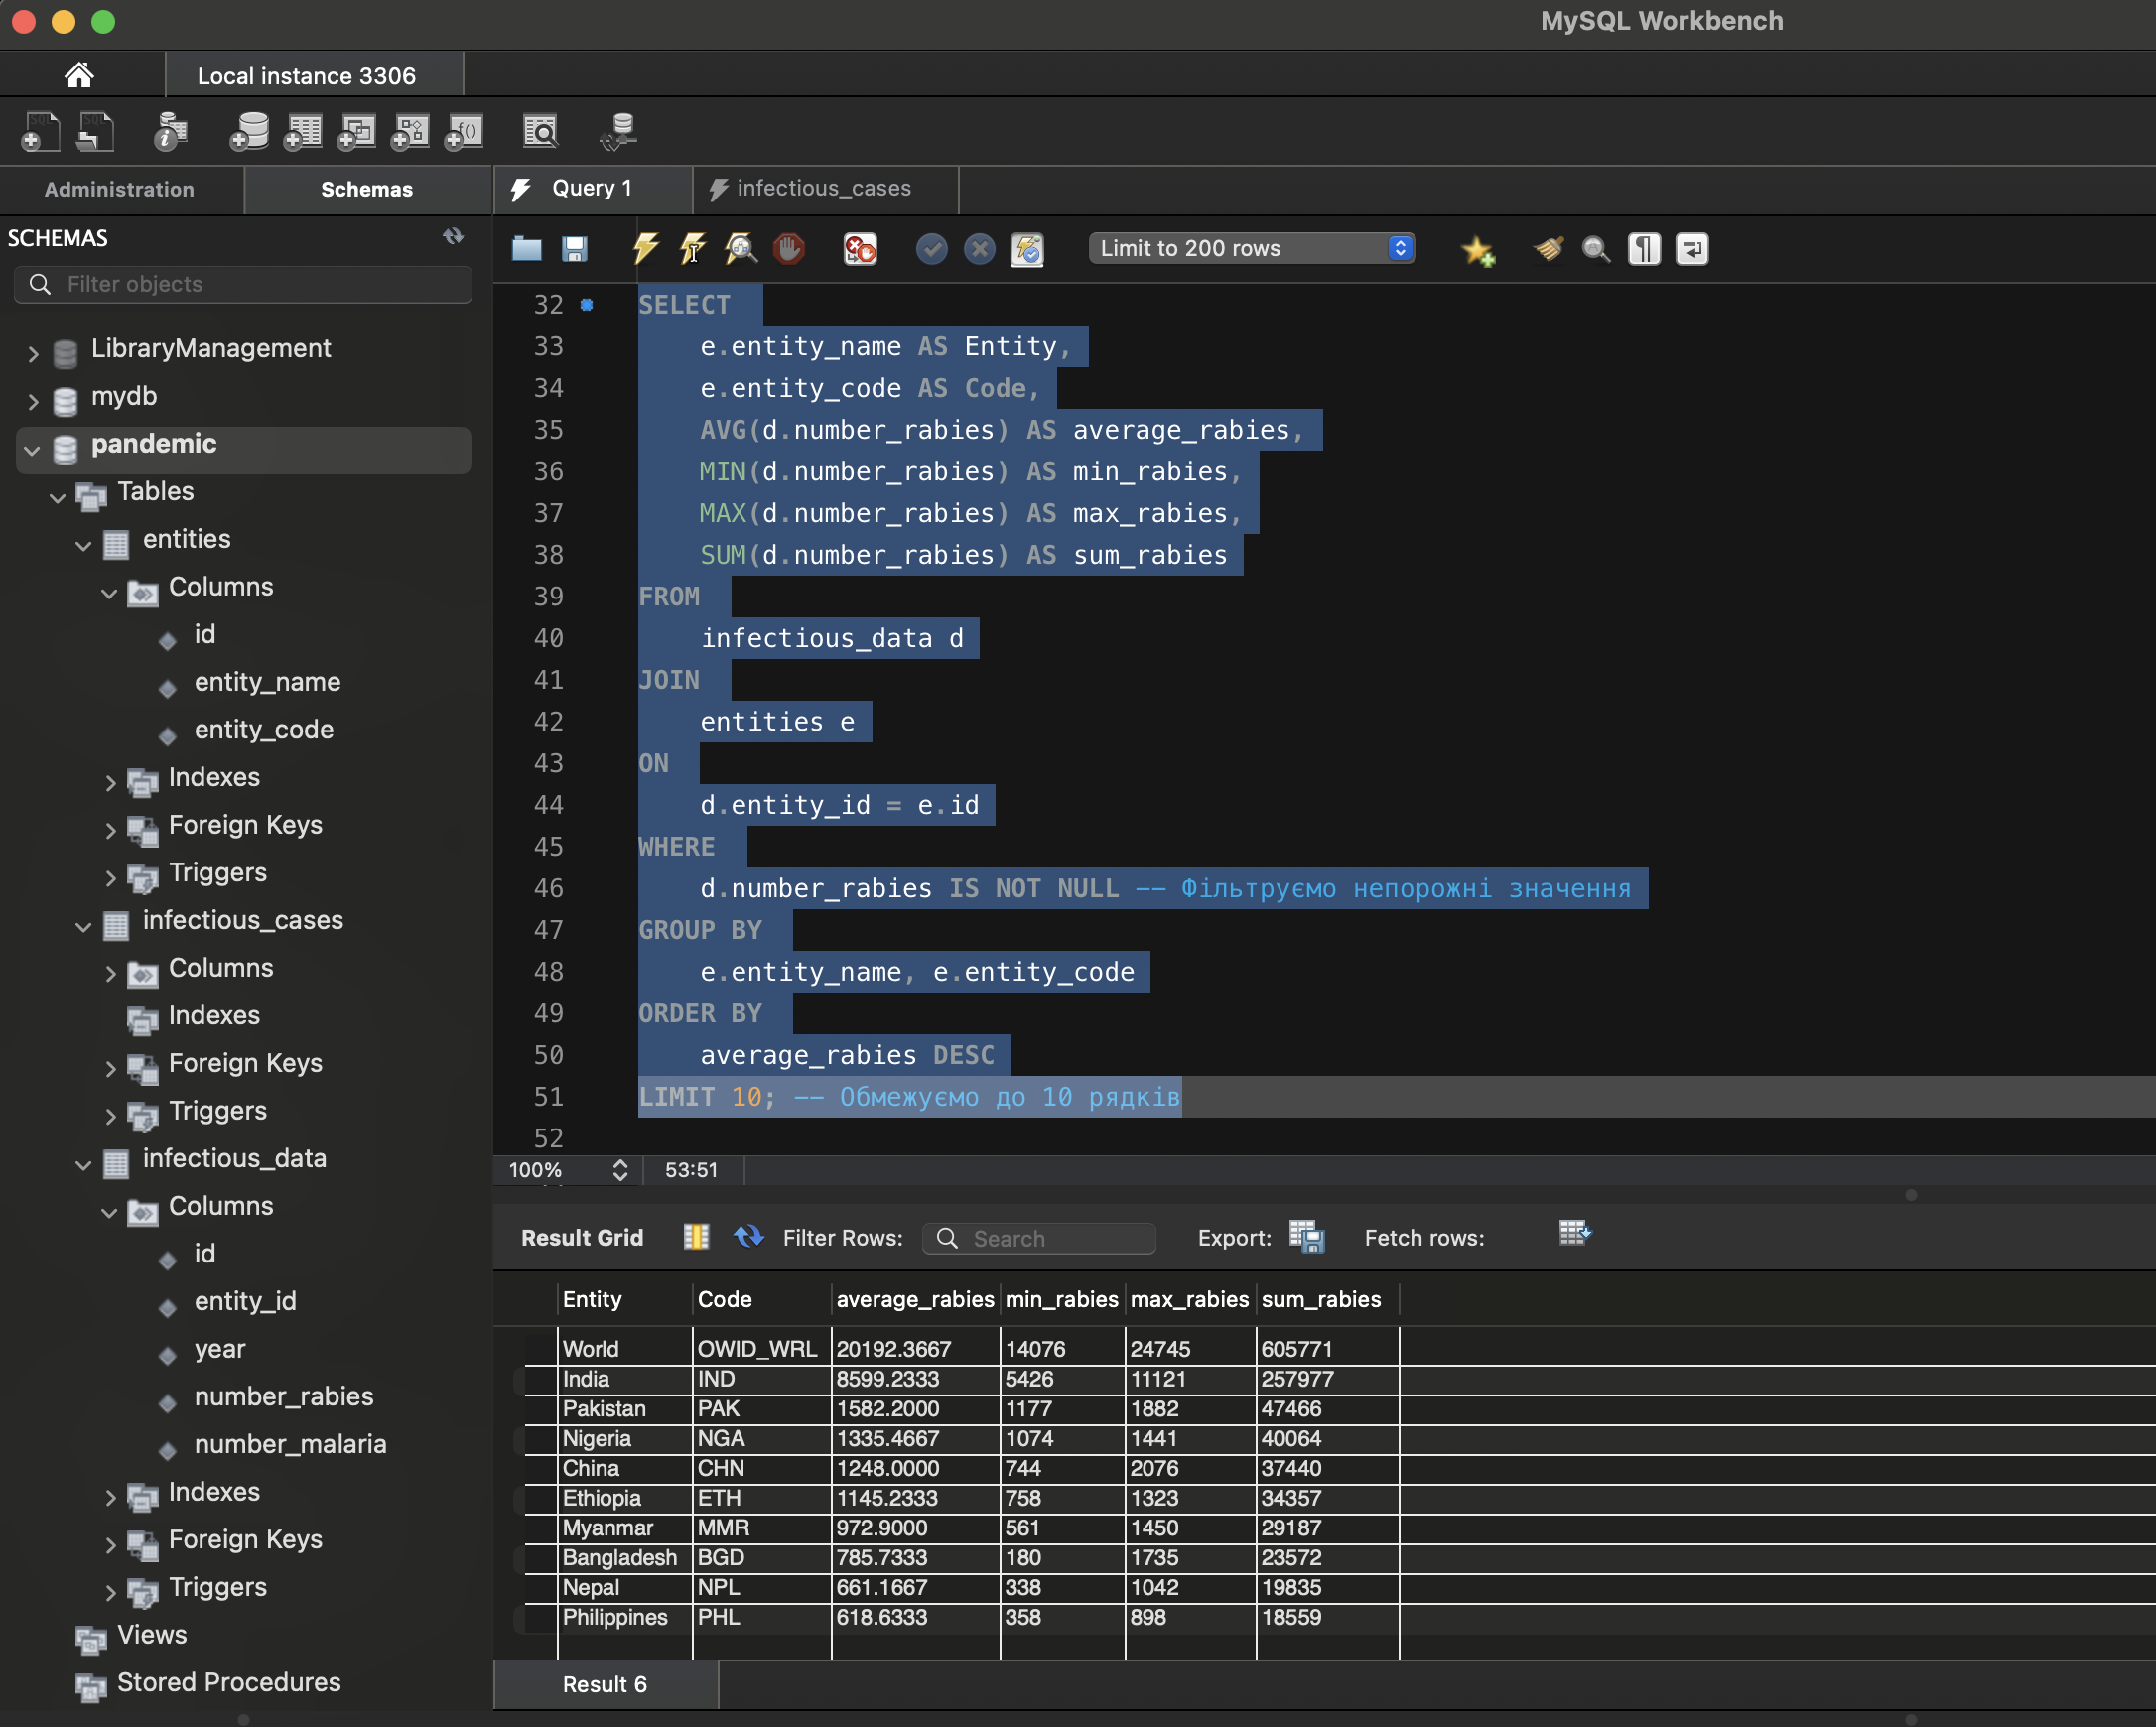 MySQL Workbench
Local instance 3306
Administration
Schemas
Query 1
infectious_cases
SCHEMAS
Filter objects
Limit to 200 rows
LibraryManagement
mydb
pandemic
Tables
entities
Columns
id
entity_name
entity_code
Indexes
Foreign Keys
Triggers
infectious_cases
Columns
Indexes
Foreign Keys
Triggers
infectious_data
Columns
id
entity_id
year
number_rabies
number_malaria
Indexes
Foreign Keys
Triggers
Views
Stored Procedures
32 SELECT
33 e.entity_name AS Entity,
34 e.entity_code AS Code,
35 AVG(d.number_rabies) AS average_rabies,
36 MIN(d.number_rabies) AS min_rabies,
37 MAX(d.number_rabies) AS max_rabies,
38 SUM(d.number_rabies) AS sum_rabies
39 FROM
40 infectious_data d
41 JOIN
42 entities e
43 ON
44 d.entity_id = e.id
45 WHERE
46 d.number_rabies IS NOT NULL -- Фільтруємо непорожні значення
47 GROUP BY
48 e.entity_name, e.entity_code
49 ORDER BY
50 average_rabies DESC
51 LIMIT 10; -- Обмежуємо до 10 рядків
52
100% 53:51
Result Grid Filter Rows: Search Export: Fetch rows:
Entity Code average_rabies min_rabies max_rabies sum_rabies
World OWID_WRL 20192.3667 14076 24745 605771
India IND 8599.2333 5426 11121 257977
Pakistan PAK 1582.2000 1177 1882 47466
Nigeria NGA 1335.4667 1074 1441 40064
China CHN 1248.0000 744 2076 37440
Ethiopia ETH 1145.2333 758 1323 34357
Myanmar MMR 972.9000 561 1450 29187
Bangladesh BGD 785.7333 180 1735 23572
Nepal NPL 661.1667 338 1042 19835
Philippines PHL 618.6333 358 898 18559
Result 6